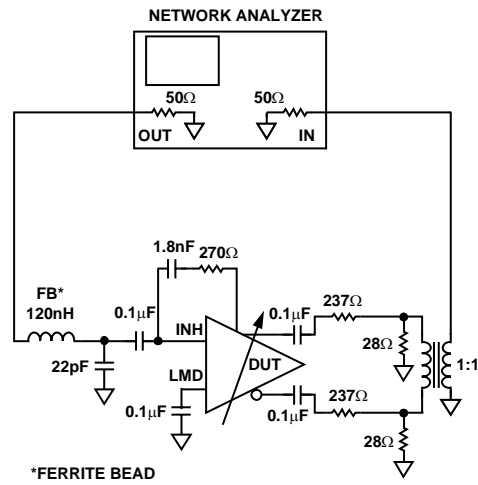 NETWORK ANALYZER
50Ω
50Ω
OUT
IN
1.8nF
270Ω
FB*
120nH
0.1μF
INH
0.1μF
237Ω
28Ω
22pF
DUT
1:1
LMD
0.1μF
0.1μF
237Ω
28Ω
*FERRITE BEAD